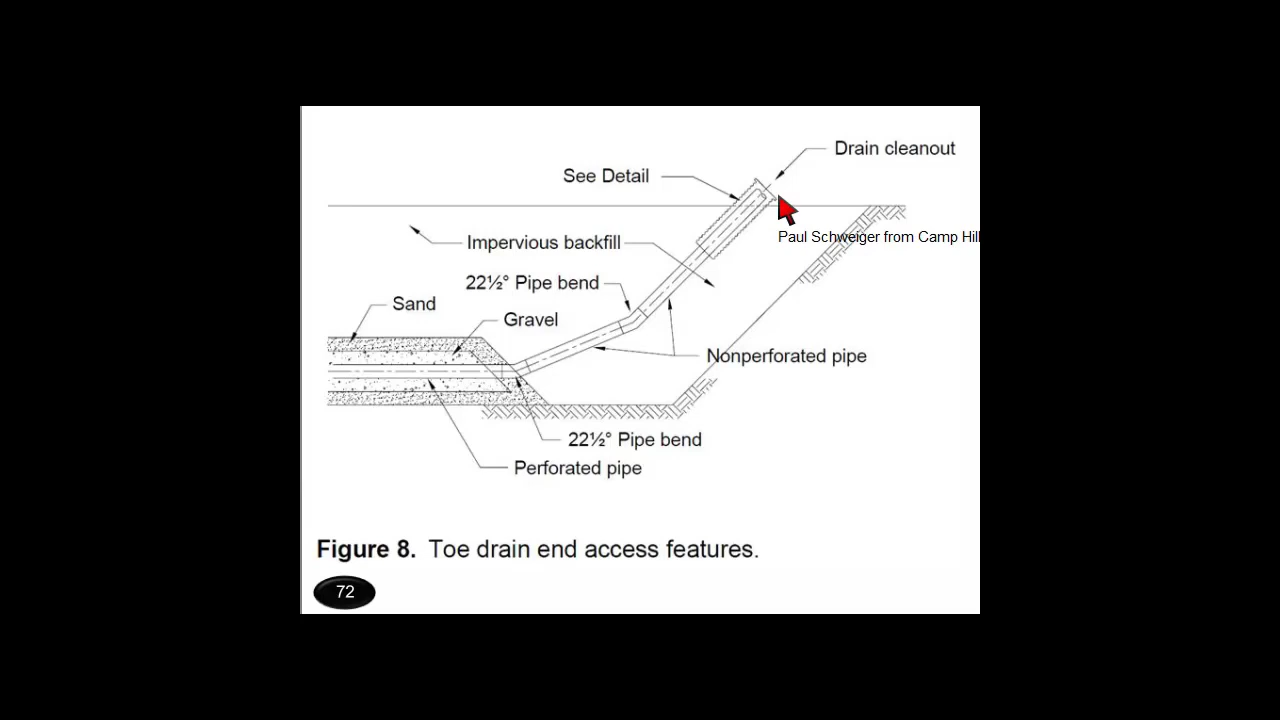 Drain cleanout
See Detail
Paul Schweiger from Camp Hill
Impervious backfill
22½° Pipe bend
Sand
Gravel
Nonperforated pipe
22½° Pipe bend
Perforated pipe
Figure 8. Toe drain end access features.
72